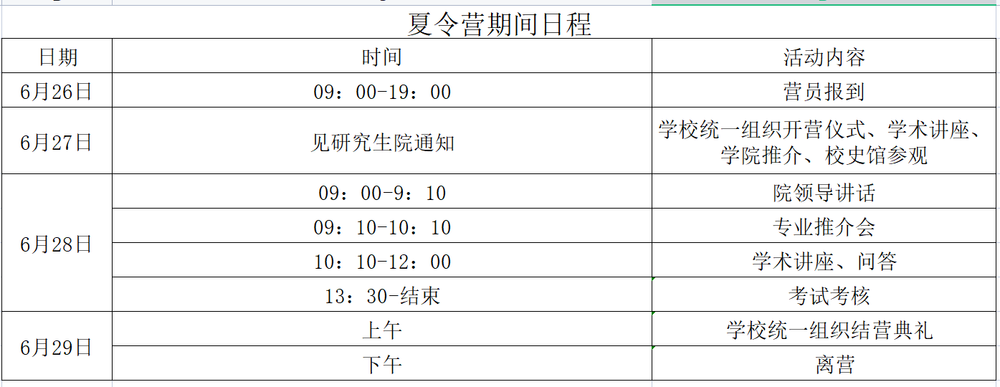 夏令营期间日程
日期 时间 活动内容
6月26日 09：00-19：00 营员报到
6月27日 见研究生院通知 学校统一组织开营仪式、学术讲座、
学院推介、校史馆参观
6月28日 09：00-9：10 院领导讲话
09：10-10：10 专业推介会
10：10-12：00 学术讲座、问答
13：30-结束 考试考核
6月29日 上午 学校统一组织结营典礼
下午 离营